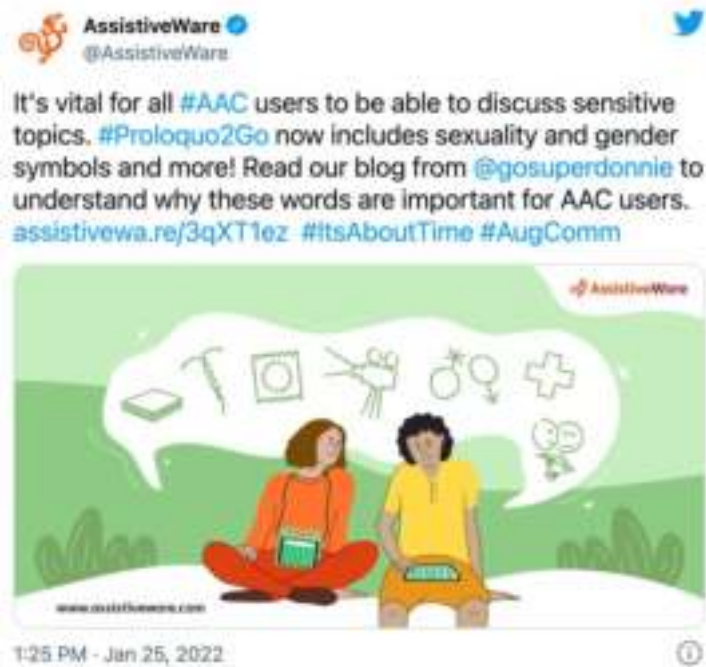 AssistiveWare
@AssistiveWare
It's vital for all #AAC users to be able to discuss sensitive
topics. #Proloquo2Go now includes sexuality and gender
symbols and more! Read our blog from @gosuperdonnie to
understand why these words are important for AAC users.
assistivewa.re/3qXT1ez #ItsAboutTime #AugComm
AssistiveWare
www.assistiveware.com
1:25 PM · Jan 25, 2022